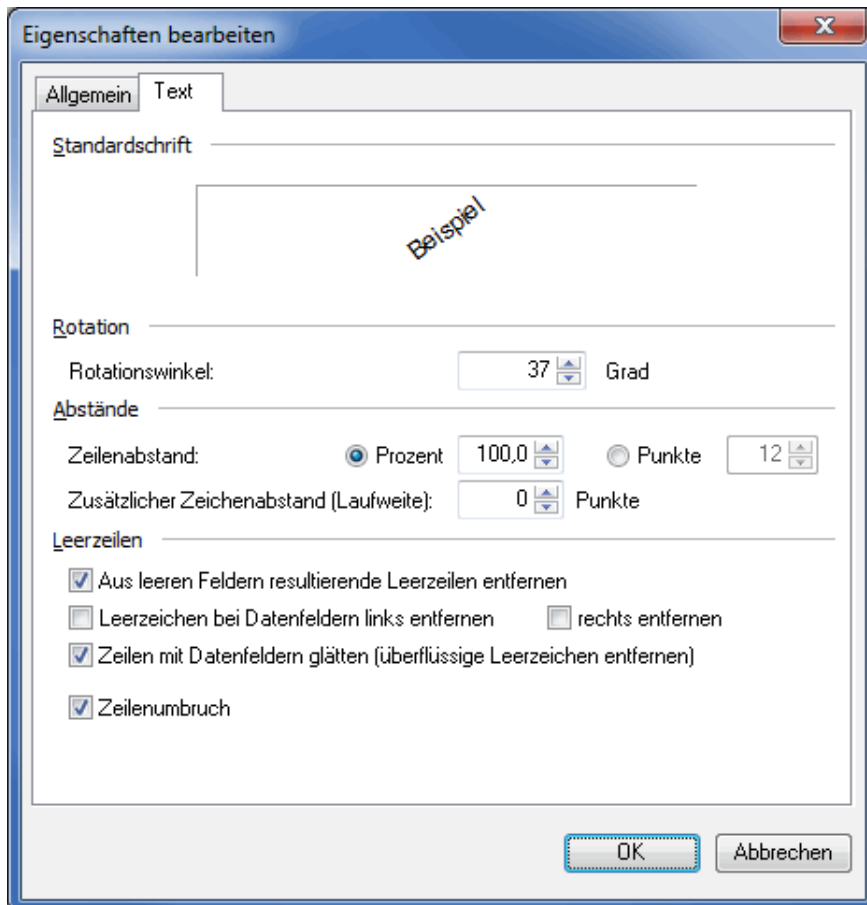 Eigenschaften bearbeiten
Allgemein Text
Standardschrift
Beispiel
Rotation
Rotationswinkel: 37 Grad
Abstände
Zeilenabstand: Prozent 100,0 Punkte 12
Zusätzlicher Zeichenabstand (Laufweite): 0 Punkte
Leerzeilen
Aus leeren Feldern resultierende Leerzeilen entfernen
Leerzeichen bei Datenfeldern links entfernen rechts entfernen
Zeilen mit Datenfeldern glätten (überflüssige Leerzeichen entfernen)
Zeilenumbruch
OK Abbrechen